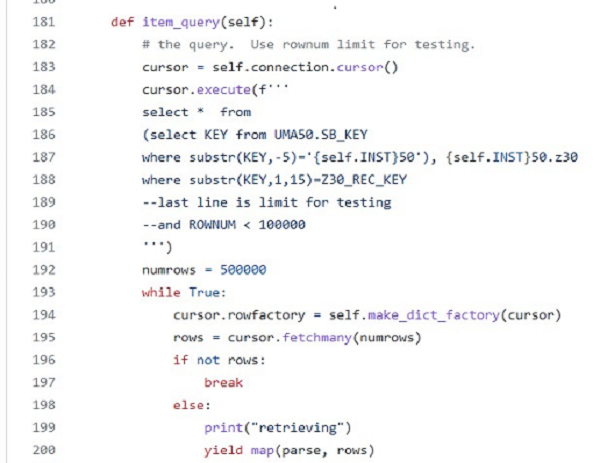 181 def item_query(self):
182 # the query. Use rownum limit for testing.
183 cursor = self.connection.cursor()
184 cursor.execute(f'''
185 select * from
186 (select KEY from UMA50.SB_KEY
187 where substr(KEY,-5)='{self.INST}50'), {self.INST}50.z30
188 where substr(KEY,1,15)=Z30_REC_KEY
189 --last line is limit for testing
190 --and ROWNUM < 100000
191 ''')
192 numrows = 500000
193 while True:
194 cursor.rowfactory = self.make_dict_factory(cursor)
195 rows = cursor.fetchmany(numrows)
196 if not rows:
197 break
198 else:
199 print("retrieving")
200 yield map(parse, rows)